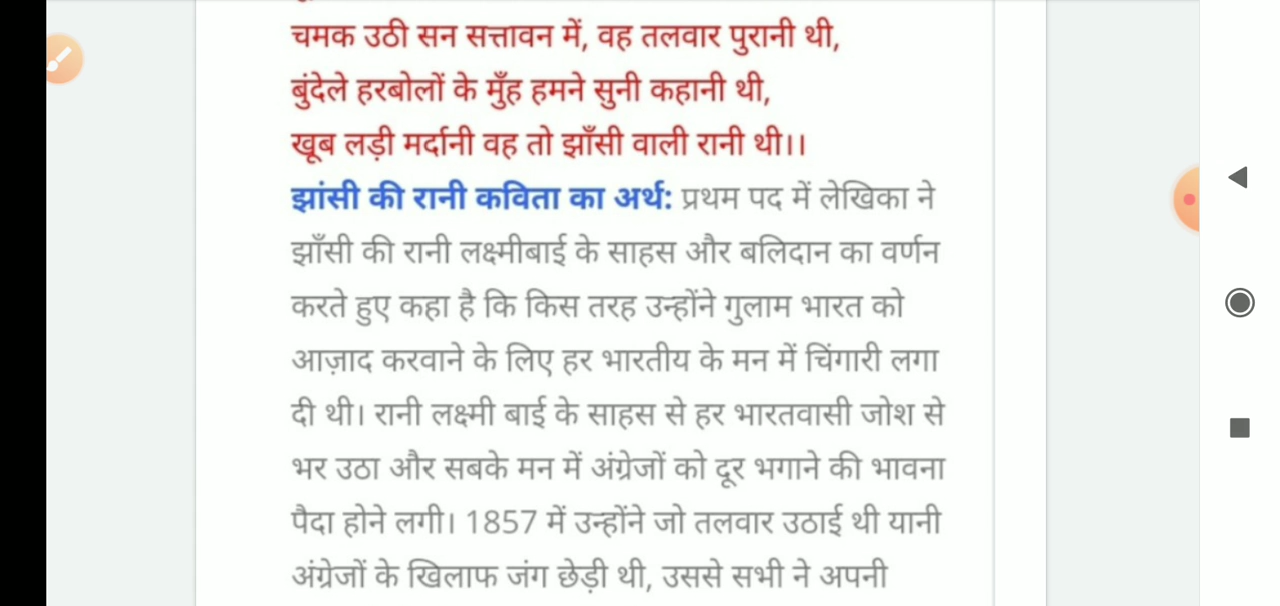 चमक उठी सन सत्तावन में, वह तलवार पुरानी थी,
बुंदेले हरबोलों के मुँह हमने सुनी कहानी थी,
खूब लड़ी मर्दानी वह तो झाँसी वाली रानी थी।।
झांसी की रानी कविता का अर्थ: प्रथम पद में लेखिका ने
झाँसी की रानी लक्ष्मीबाई के साहस और बलिदान का वर्णन
करते हुए कहा है कि किस तरह उन्होंने गुलाम भारत को
आज़ाद करवाने के लिए हर भारतीय के मन में चिंगारी लगा
दी थी। रानी लक्ष्मी बाई के साहस से हर भारतवासी जोश से
भर उठा और सबके मन में अंग्रेजों को दूर भगाने की भावना
पैदा होने लगी। 1857 में उन्होंने जो तलवार उठाई थी यानी
अंग्रेजों के खिलाफ जंग छेड़ी थी, उससे सभी ने अपनी